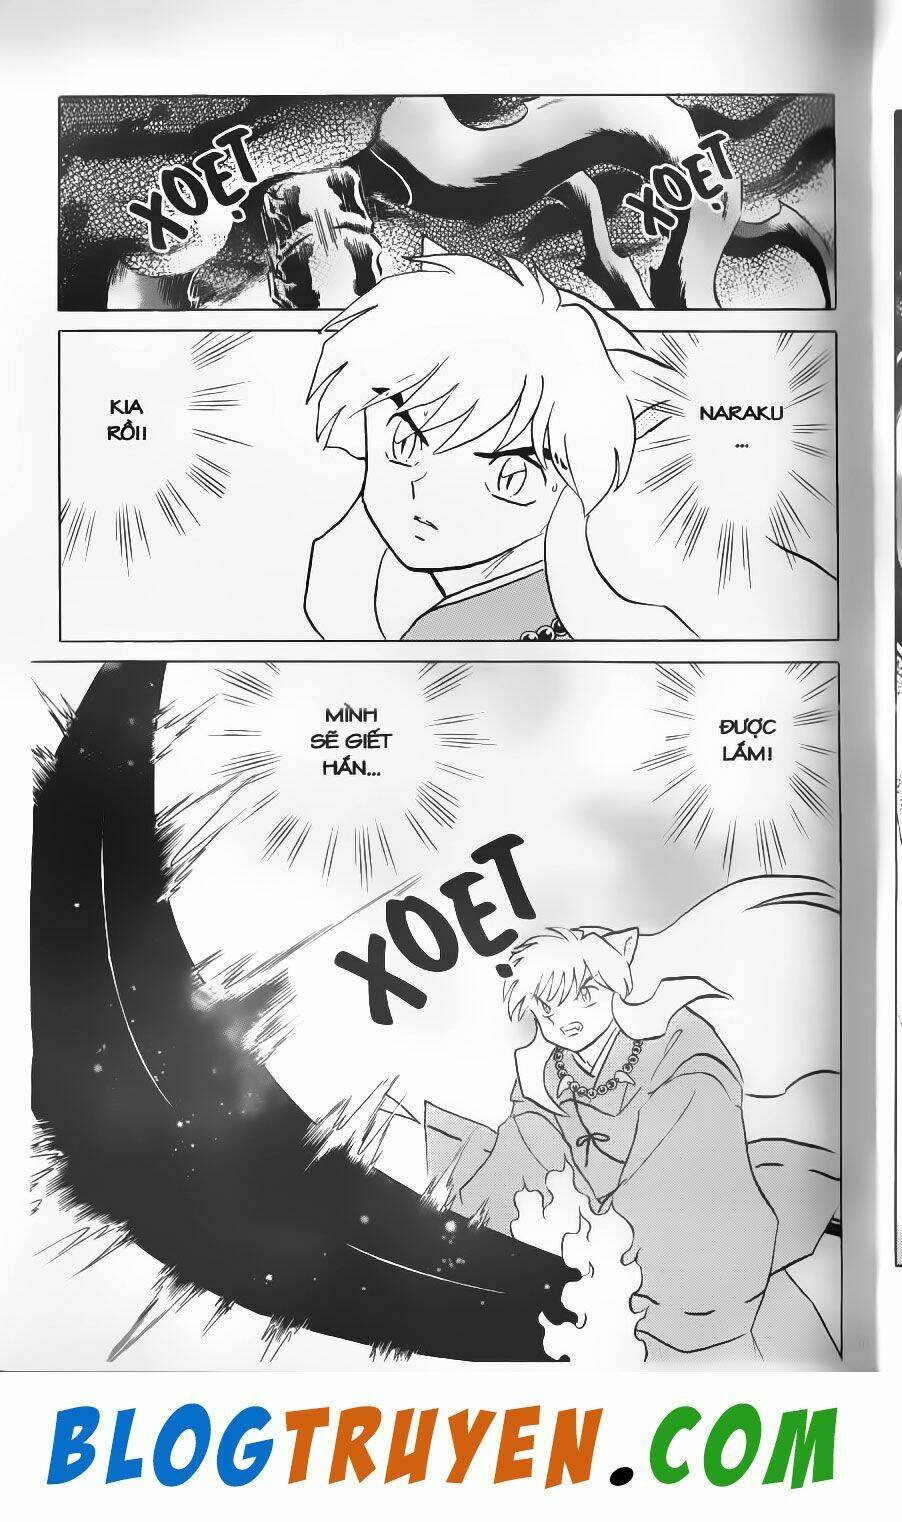 XOẸT
XOẸT
NARAKU
...
KIA
RỒI!
ĐƯỢC
LẮM!
MÌNH
SẼ GIẾT
HẮN...
XOẸT
BLOGTRUYEN.COM